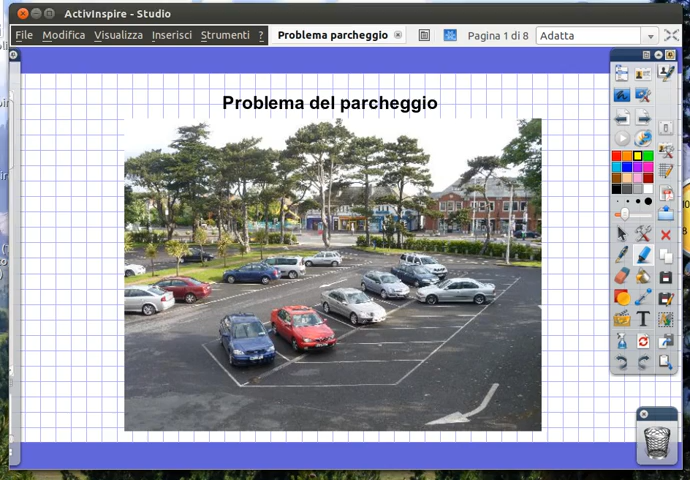 ActivInspire - Studio
File Modifica Visualizza Inserisci Strumenti ? Problema parcheggio Pagina 1 di 8 Adatta
Problema del parcheggio